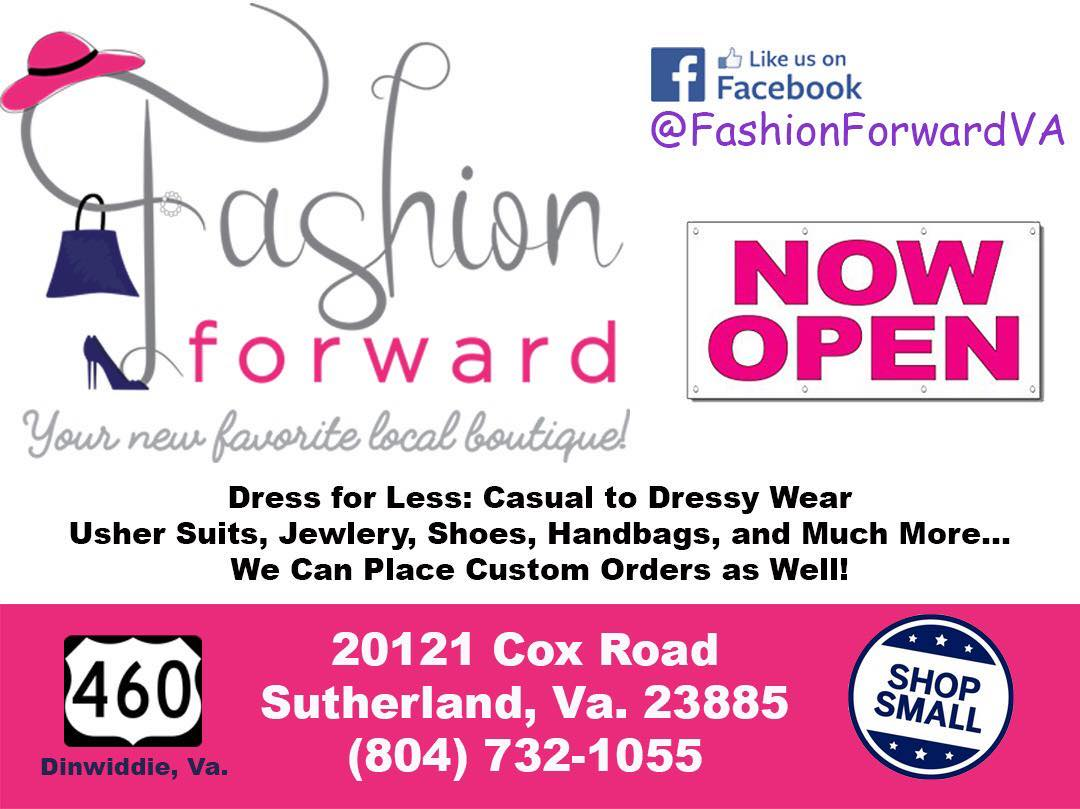 Fashion
forward
Your new favorite local boutique!
Like us on
Facebook
@FashionForwardVA
NOW
OPEN
Dress for Less: Casual to Dressy Wear
Usher Suits, Jewlery, Shoes, Handbags, and Much More...
We Can Place Custom Orders as Well!
460
Dinwiddie, Va.
20121 Cox Road
Sutherland, Va. 23885
(804) 732-1055
SHOP
SMALL